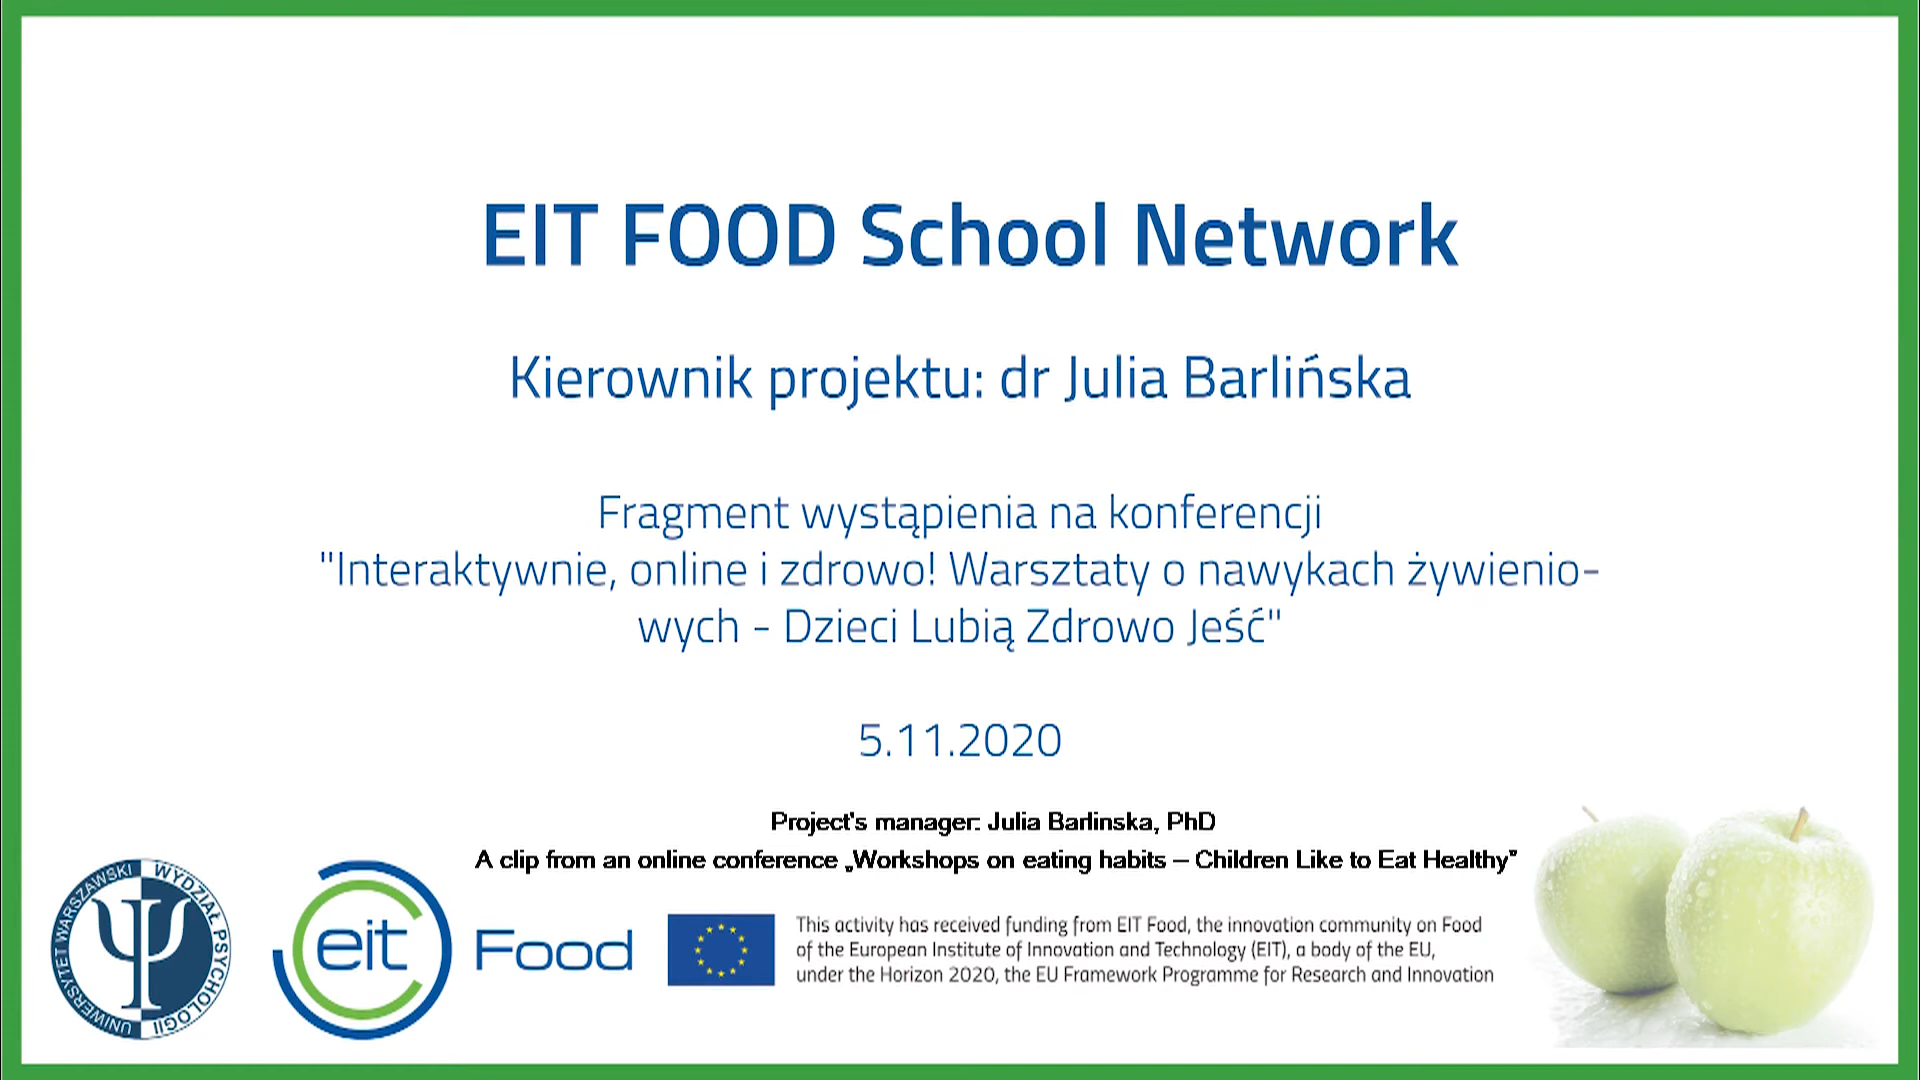 EIT FOOD School Network
Kierownik projektu: dr Julia Barlińska
Fragment wystąpienia na konferencji
"Interaktywnie, online i zdrowo! Warsztaty o nawykach żywienio-
wych - Dzieci Lubią Zdrowo Jeść"
5.11.2020
Project's manager: Julia Barlinska, PhD
A clip from an online conference „Workshops on eating habits – Children Like to Eat Healthy”
UNIWERSYTET WARSZAWSKI WYDZIAŁ PSYCHOLOGII
eit Food
This activity has received funding from EIT Food, the innovation community on Food
of the European Institute of Innovation and Technology (EIT), a body of the EU,
under the Horizon 2020, the EU Framework Programme for Research and Innovation